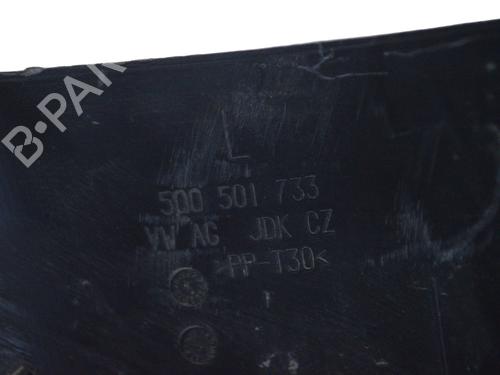 B-PAR
L
5Q0 501 733
VW AG JDK CZ
>PP-T30<